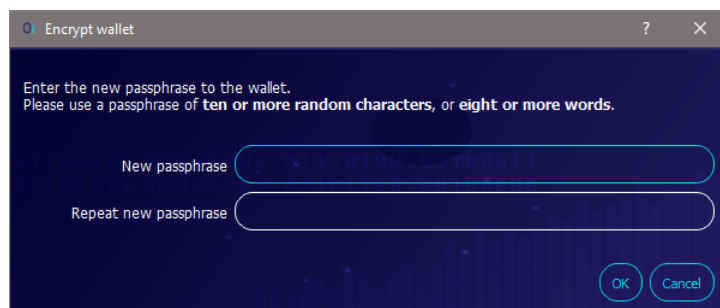 Encrypt wallet ?
Enter the new passphrase to the wallet.
Please use a passphrase of ten or more random characters, or eight or more words.
New passphrase
Repeat new passphrase
OK Cancel